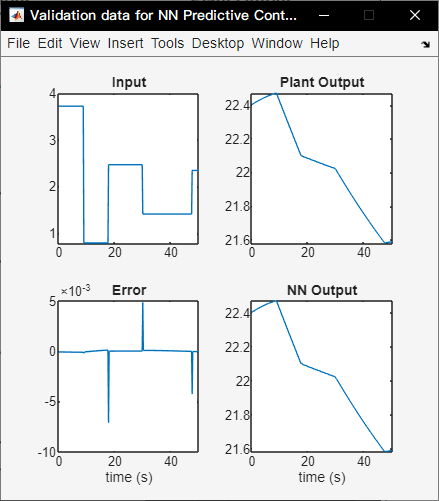 Validation data for NN Predictive Cont...
File Edit View Insert Tools Desktop Window Help
Input
4
3
2
1
0 20 40
Plant Output
22.4
22.2
22
21.8
21.6
0 20 40
Error
×10-3
5
0
-5
-10
0 20 40
time (s)
NN Output
22.4
22.2
22
21.8
21.6
0 20 40
time (s)